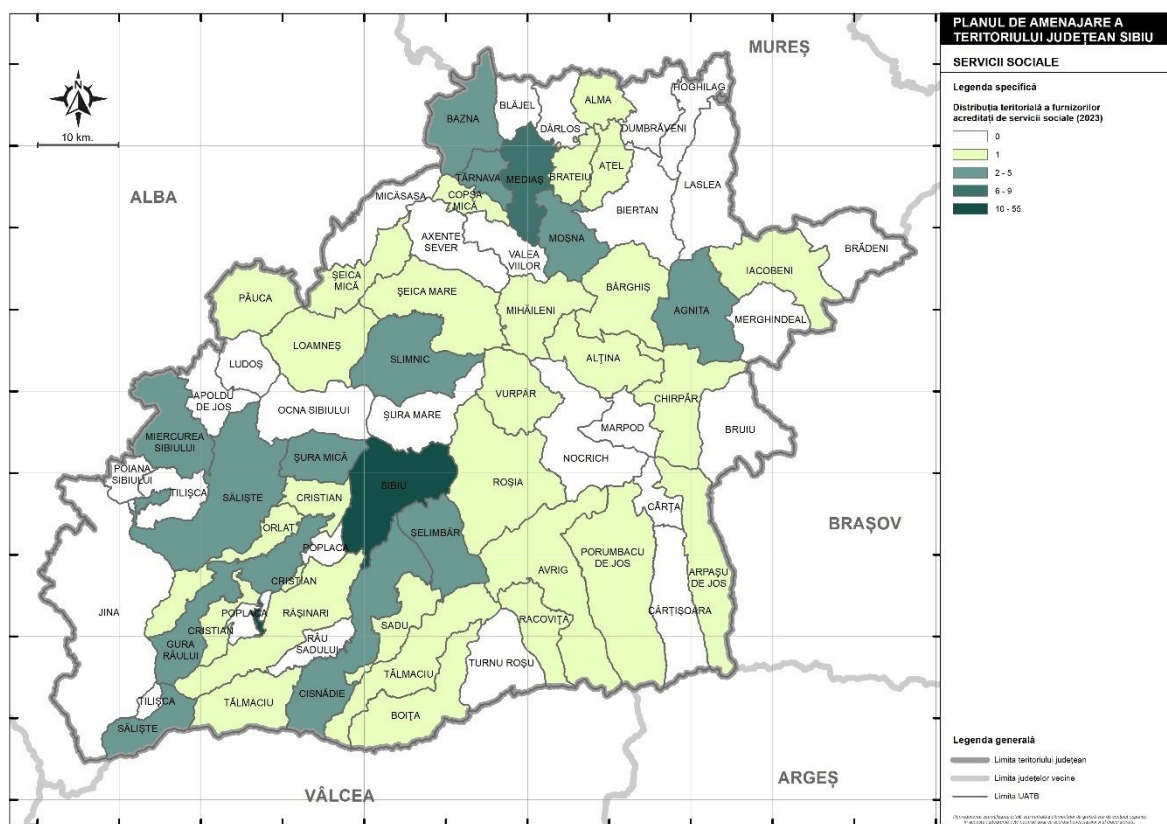 PLANUL DE AMENAJARE A
TERITORIULUI JUDEȚEAN SIBIU
SERVICII SOCIALE
Legenda specifică
Distribuția teritorială a furnizorilor
acreditați de servicii sociale (2023)
0
1
2 - 5
6 - 9
10 - 55
N
10 km.
MUREȘ
ALBA
BRAȘOV
ARGEȘ
VÂLCEA
HOGHILAG
BLĂJEL
ALMA
BAZNA
DÂRLOS
DUMBRĂVENI
AȚEL
TÂRNAVA
MEDIAȘ
BRATEIU
LASLEA
MICĂSASA
COPȘA
MICĂ
BIERTAN
AXENTE
SEVER
MOȘNA
BRĂDENI
VALEA
VIILOR
IACOBENI
ȘEICA
MICĂ
BÂRGHIȘ
PĂUCA
ȘEICA MARE
MIHĂILENI
AGNITA
MERGHINDEAL
LOAMNEȘ
SLIMNIC
ALȚINA
LUDOȘ
APOLDU
DE JOS
VURPĂR
CHIRPĂR
OCNA SIBIULUI
ȘURA MARE
MARPOD
BRUIU
MIERCUREA
SIBIULUI
ȘURA MICĂ
NOCRICH
POIANA
SIBIULUI
TILIȘCA
SĂLIȘTE
CRISTIAN
SIBIU
ROȘIA
CÂRȚA
ORLAT
ȘELIMBĂR
POPLACA
PORUMBACU
DE JOS
AVRIG
ARPAȘU
DE JOS
CRISTIAN
JINA
POPLACA
RĂȘINARI
CÂRȚIȘOARA
CRISTIAN
SADU
RACOVIȚA
GURA
RÂULUI
RÂU
SADULUI
TĂLMACIU
TURNU ROȘU
TILIȘCA
TĂLMACIU
CISNĂDIE
BOIȚA
SĂLIȘTE
Legenda generală
Limita teritoriului județean
Limita județelor vecine
Limita UATB